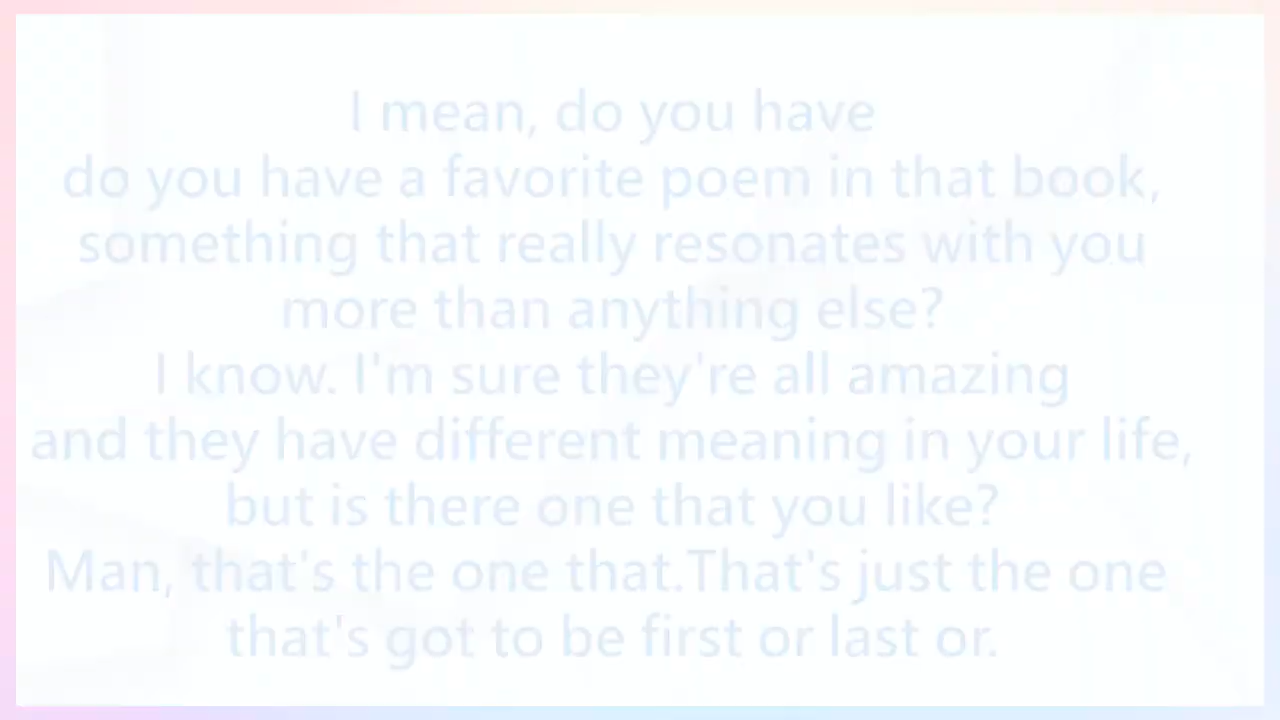 I mean, do you have
do you have a favorite poem in that book,
something that really resonates with you
more than anything else?
I know. I'm sure they're all amazing
and they have different meaning in your life,
but is there one that you like?
Man, that's the one that.That's just the one
that's got to be first or last or.